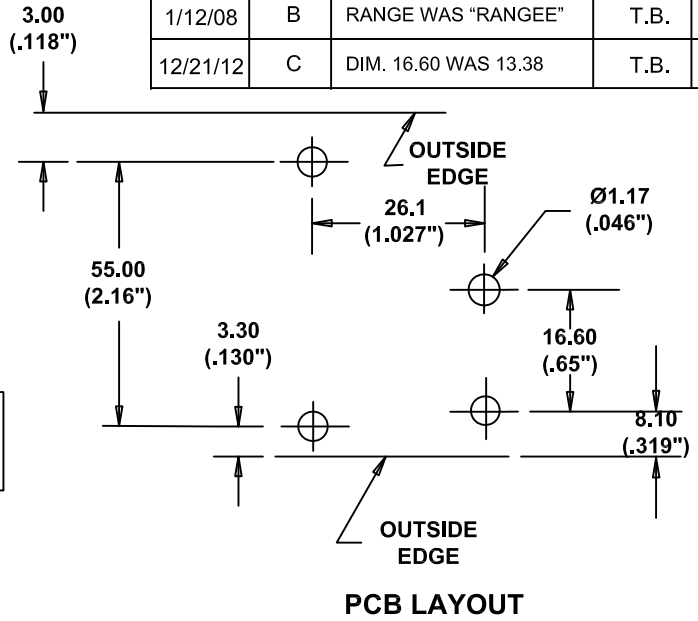 3.00
(.118")
1/12/08 B RANGE WAS “RANGEE” T.B.
12/21/12 C DIM. 16.60 WAS 13.38 T.B.
OUTSIDE
EDGE
26.1
(1.027")
Ø1.17
(.046")
55.00
(2.16")
3.30
(.130")
16.60
(.65")
8.10
(.319")
OUTSIDE
EDGE
PCB LAYOUT